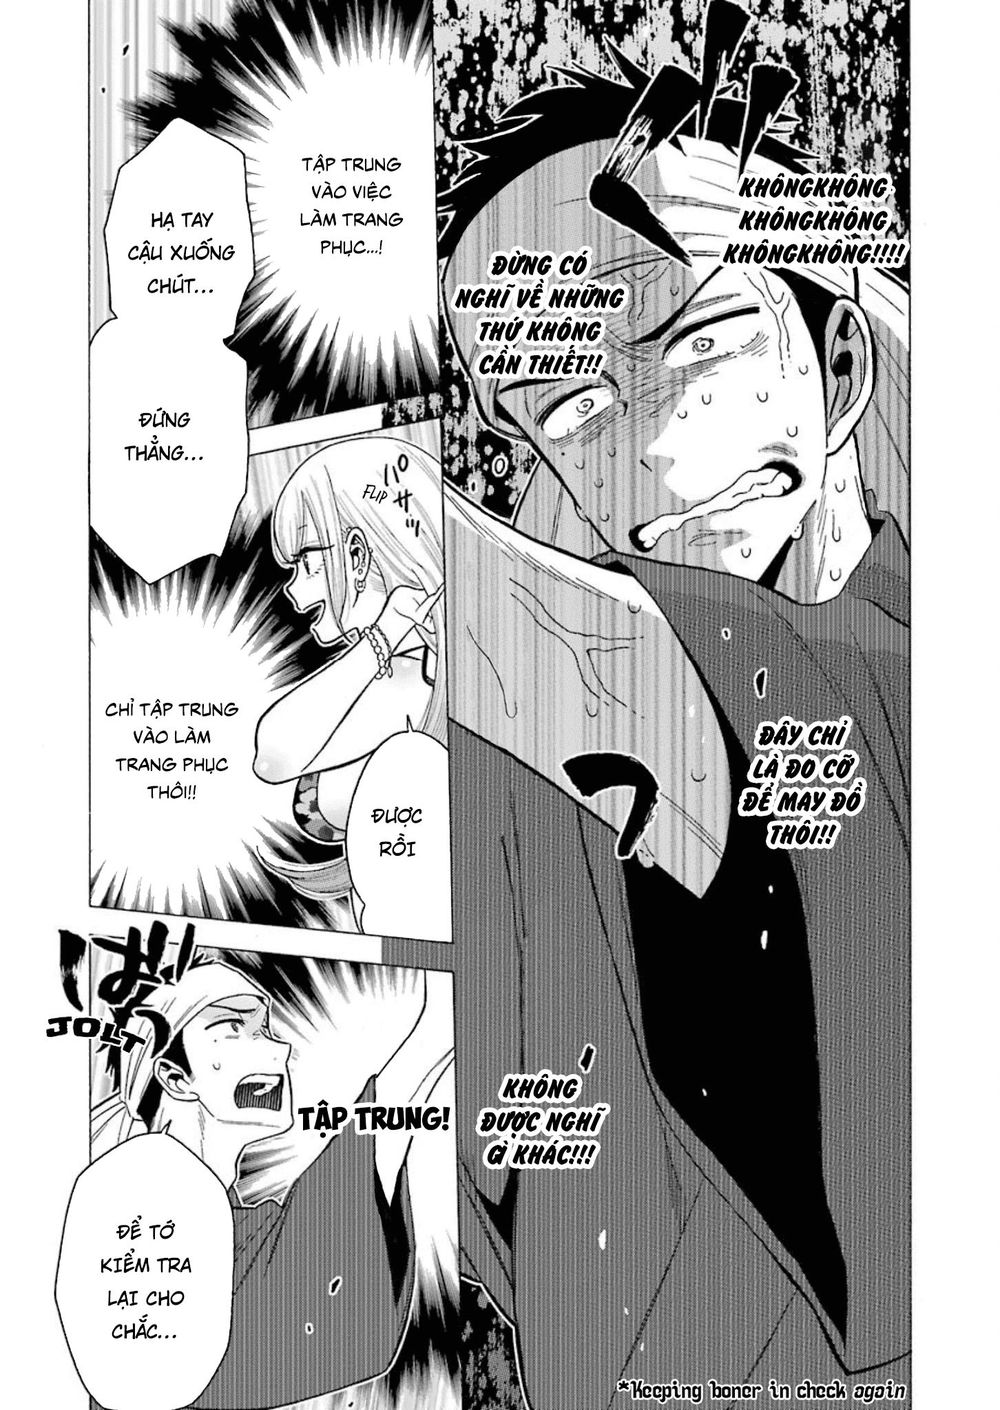 KHÔNGKHÔNG
KHÔNGKHÔNG
KHÔNGKHÔNG!!!!
ĐỪNG CÓ
NGHĨ VỀ NHỮNG
THỨ KHÔNG
CẦN THIẾT!!
ĐÂY CHỈ
LÀ ĐO CỠ
ĐỂ MAY ĐỒ
THÔI!!
KHÔNG
ĐƯỢC NGHĨ
GÌ KHÁC!!!
*Keeping boner in check again
TẬP TRUNG
VÀO VIỆC
LÀM TRANG
PHỤC...!
HẠ TAY
CẬU XUỐNG
CHÚT...
ĐỨNG
THẲNG...
FLIP
パサッ
CHỈ TẬP TRUNG
VÀO LÀM
TRANG PHỤC
THÔI!!
ĐƯỢC
RỒI
JOLT
TẬP TRUNG!
ĐỂ TỚ
KIỂM TRA
LẠI CHO
CHẮC...